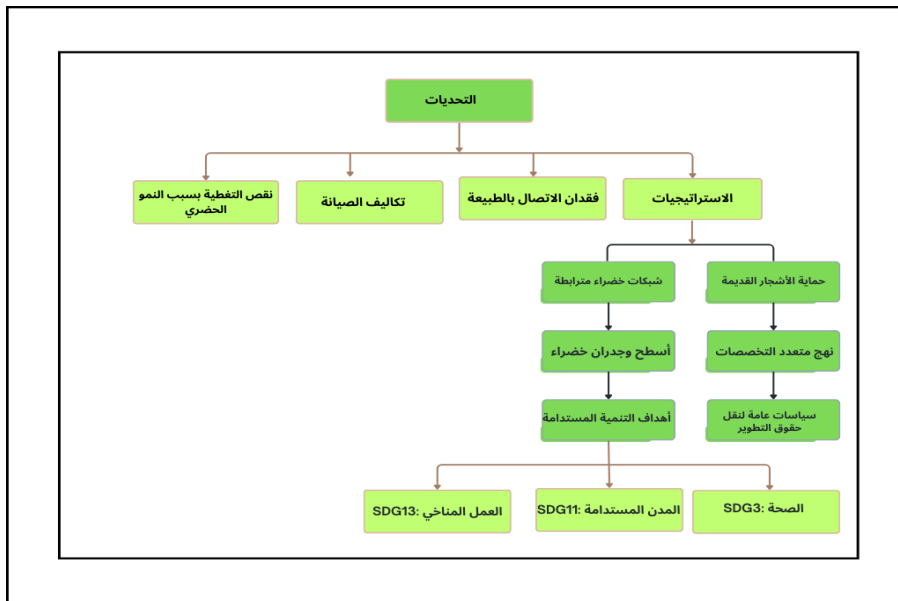 التحديات
الاستراتيجيات
فقدان الاتصال بالطبيعة
تكاليف الصيانة
نقص التغطية بسبب النمو
الحضري
حماية الأشجار القديمة
شبكات خضراء مترابطة
نهج متعدد التخصصات
أسطح وجدران خضراء
سياسات عامة لنقل
حقوق التطوير
أهداف التنمية المستدامة
الصحة :SDG3
المدن المستدامة :SDG11
العمل المناخي :SDG13